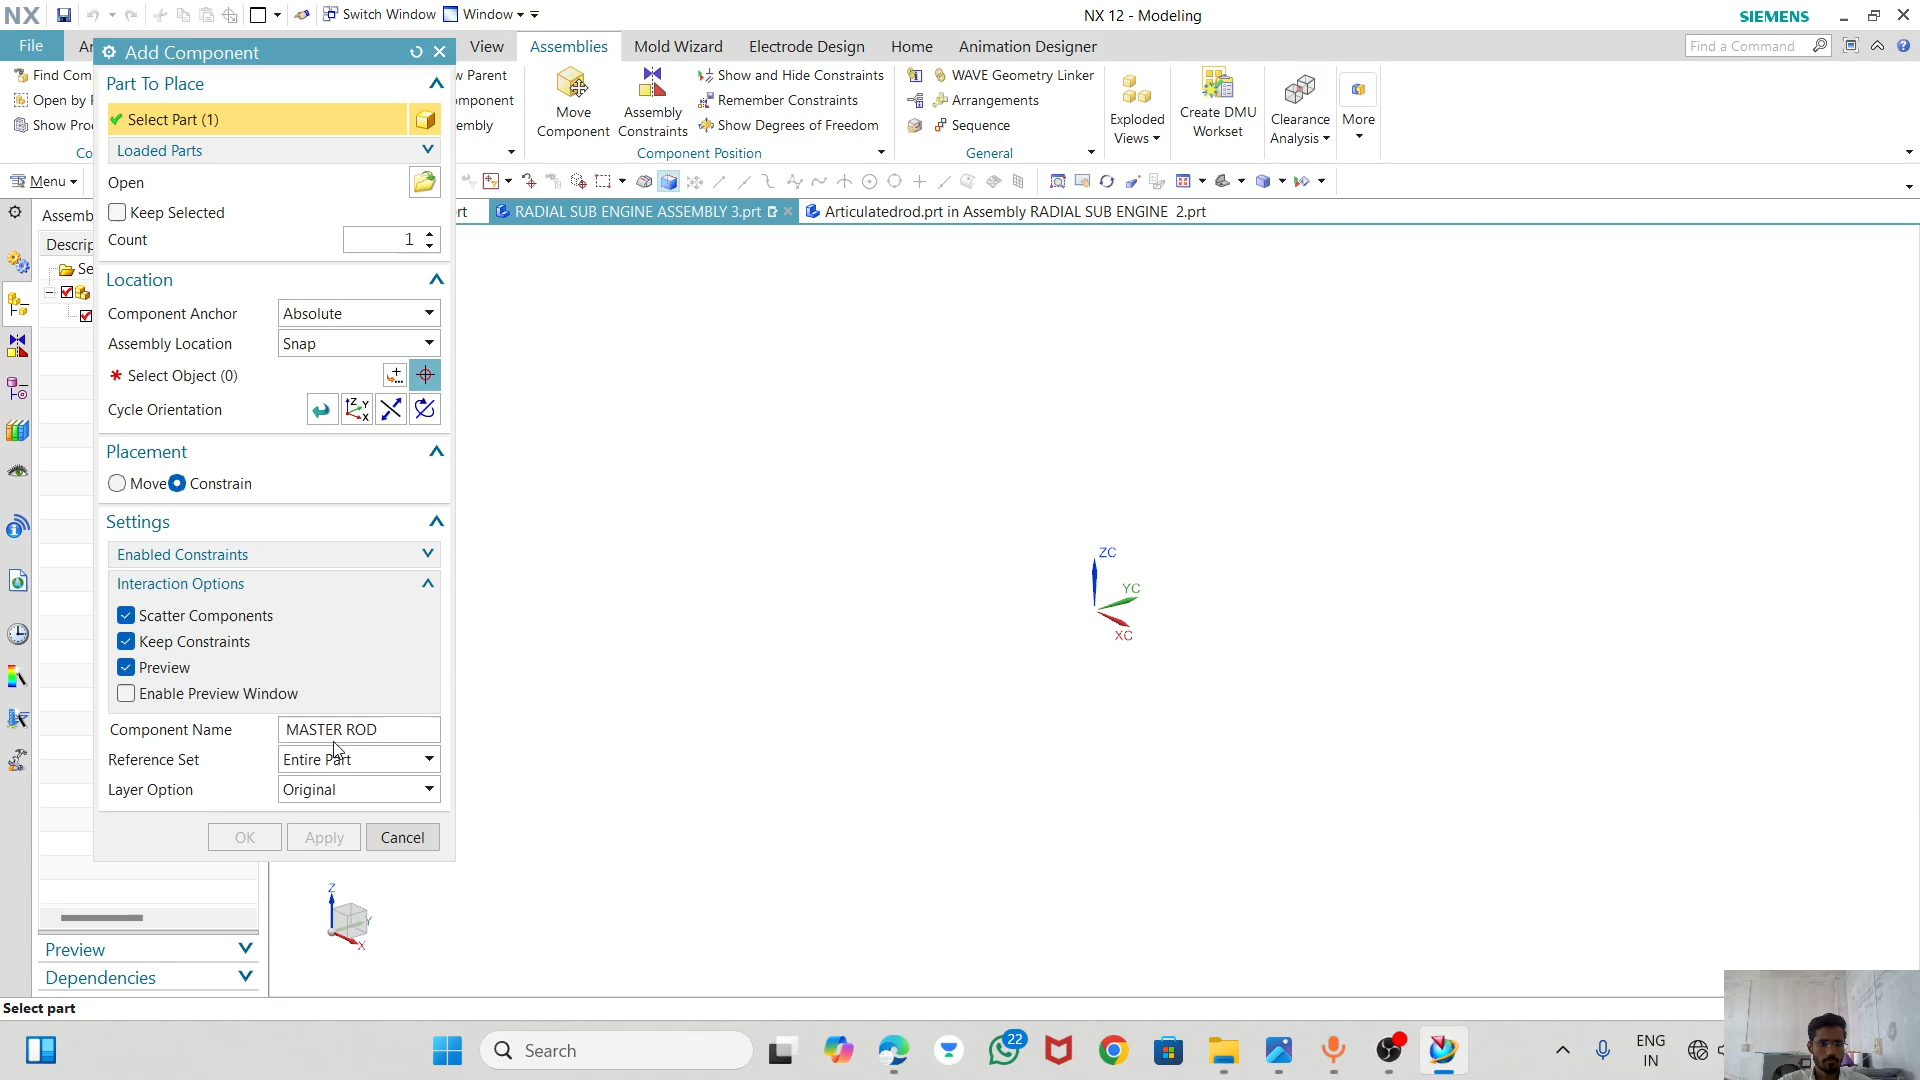 NX
Switch Window
Window
NX 12 - Modeling
SIEMENS
File
View
Assemblies
Mold Wizard
Electrode Design
Home
Animation Designer
Find a Command
Add Component
Part To Place
Select Part (1)
Loaded Parts
Open
Keep Selected
Count
1
Location
Component Anchor
Absolute
Assembly Location
Snap
* Select Object (0)
Cycle Orientation
Placement
Move
Constrain
Settings
Enabled Constraints
Interaction Options
Scatter Components
Keep Constraints
Preview
Enable Preview Window
Component Name
MASTER ROD
Reference Set
Entire Part
Layer Option
Original
OK
Apply
Cancel
Find Com
Open by
Show Pro
Parent
Move
Component
Assembly
Constraints
Show and Hide Constraints
Remember Constraints
Show Degrees of Freedom
Component Position
WAVE Geometry Linker
Arrangements
Sequence
General
Exploded
Views
Create DMU
Workset
Clearance
Analysis
More
Menu
RADIAL SUB ENGINE ASSEMBLY 3.prt
Articulatedrod.prt in Assembly RADIAL SUB ENGINE 2.prt
Assemb
Descrip
Se
ZC
YC
XC
Z
Y
X
Preview
Dependencies
Select part
Search
22
ENG
IN